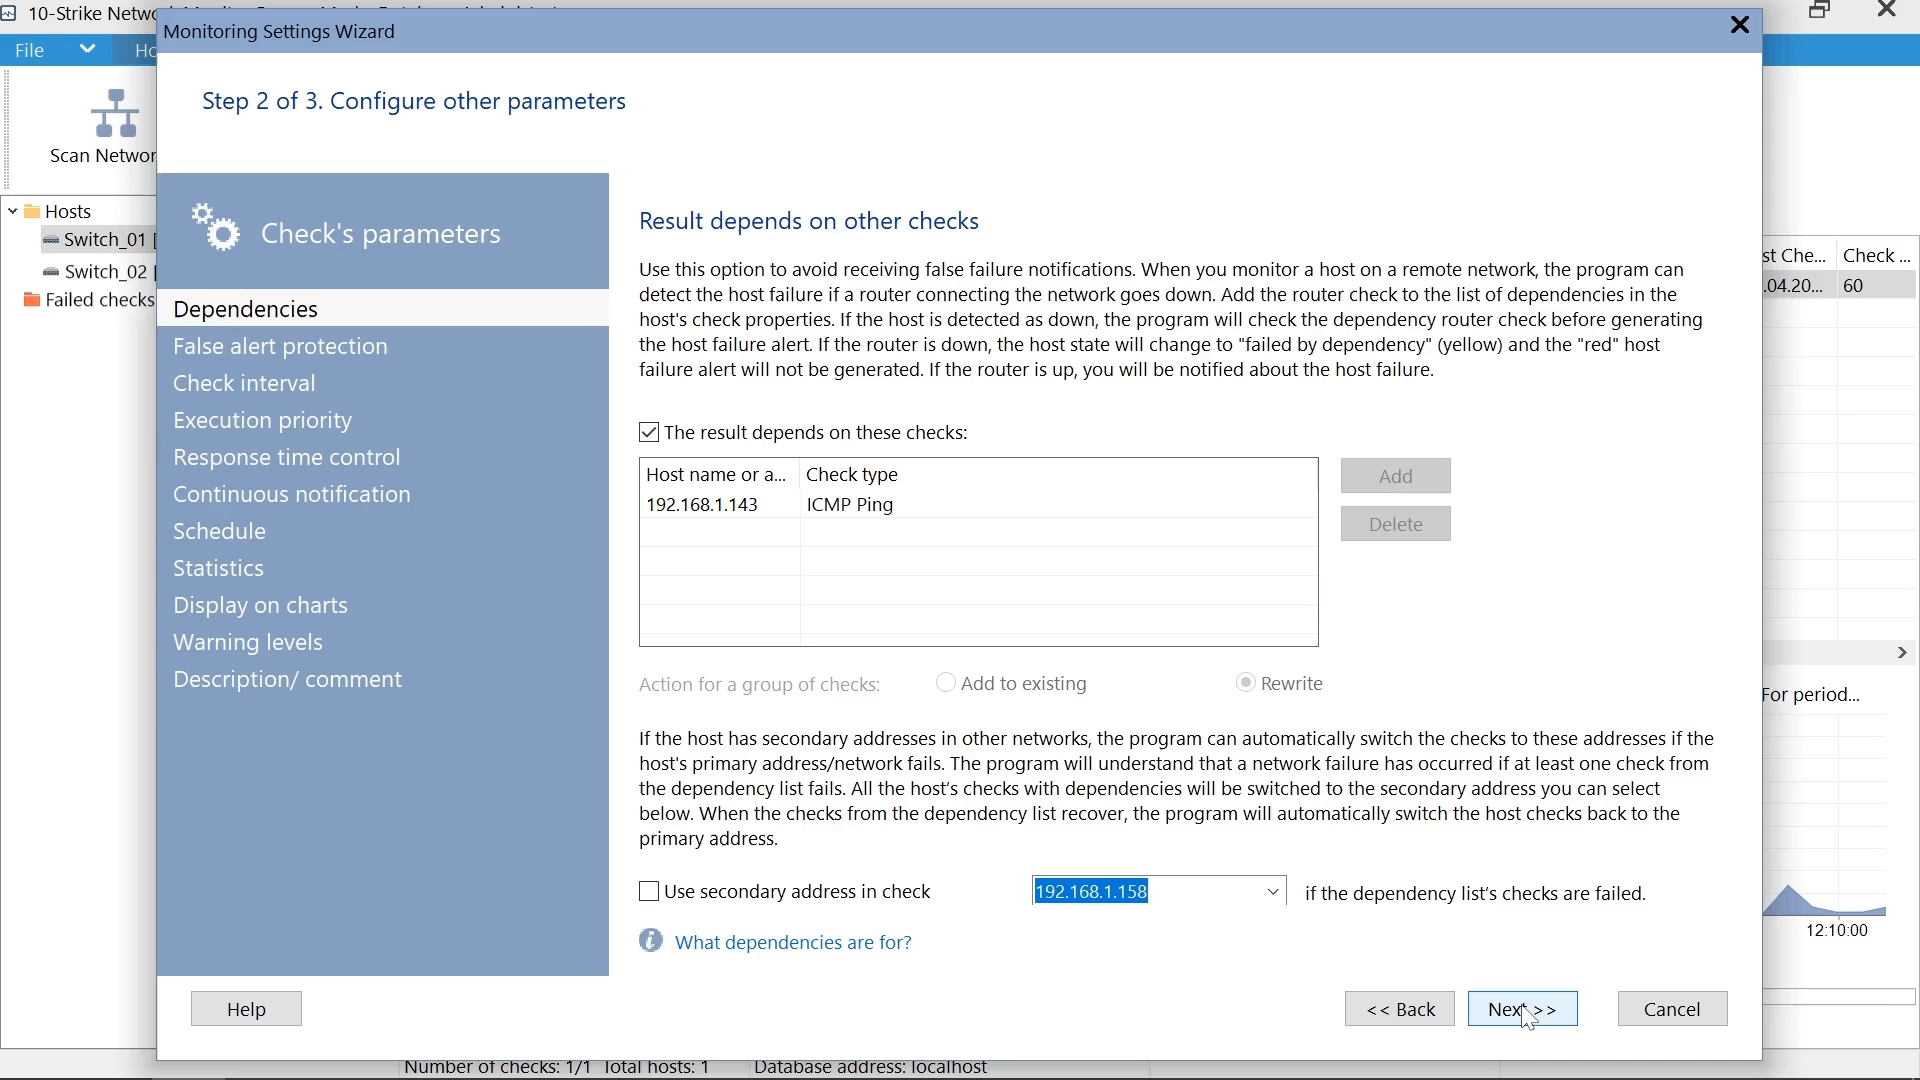 10-Strike Netwo
Monitoring Settings Wizard
File
Ho
Step 2 of 3. Configure other parameters
Scan Networ
Hosts
Switch_01 [
Switch_02 [
Failed checks
Check's parameters
Dependencies
False alert protection
Check interval
Execution priority
Response time control
Continuous notification
Schedule
Statistics
Display on charts
Warning levels
Description/ comment
Result depends on other checks
Use this option to avoid receiving false failure notifications. When you monitor a host on a remote network, the program can
detect the host failure if a router connecting the network goes down. Add the router check to the list of dependencies in the
host's check properties. If the host is detected as down, the program will check the dependency router check before generating
the host failure alert. If the router is down, the host state will change to "failed by dependency" (yellow) and the "red" host
failure alert will not be generated. If the router is up, you will be notified about the host failure.
The result depends on these checks:
Host name or a... Check type
192.168.1.143 ICMP Ping
Add
Delete
Action for a group of checks: Add to existing Rewrite
If the host has secondary addresses in other networks, the program can automatically switch the checks to these addresses if the
host's primary address/network fails. The program will understand that a network failure has occurred if at least one check from
the dependency list fails. All the host's checks with dependencies will be switched to the secondary address you can select
below. When the checks from the dependency list recover, the program will automatically switch the host checks back to the
primary address.
Use secondary address in check 192.168.1.158 if the dependency list's checks are failed.
What dependencies are for?
Help
<< Back Next >> Cancel
st Che... Check ...
.04.20... 60
For period...
12:10:00
Number of checks: 1/1 Total hosts: 1 Database address: localhost